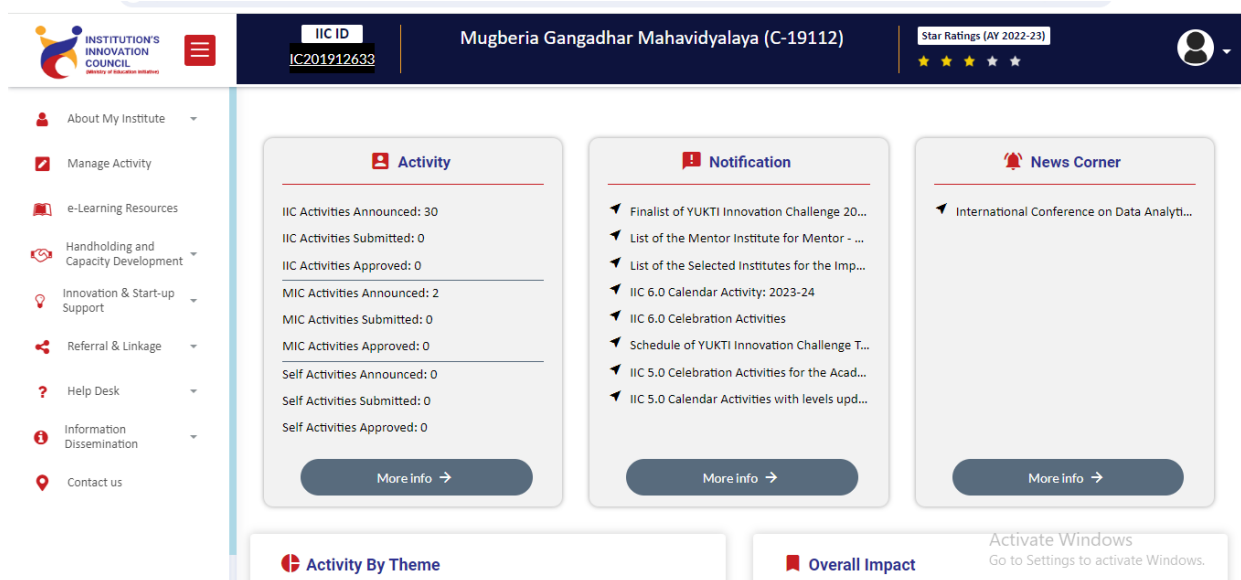 INSTITUTION'S
INNOVATION
COUNCIL
(Ministry of Education Initiative)
IIC ID
IC201912633
Mugberia Gangadhar Mahavidyalaya (C-19112)
Star Ratings (AY 2022-23)
About My Institute
Manage Activity
e-Learning Resources
Handholding and
Capacity Development
Innovation & Start-up
Support
Referral & Linkage
Help Desk
Information
Dissemination
Contact us
Activity
IIC Activities Announced: 30
IIC Activities Submitted: 0
IIC Activities Approved: 0
MIC Activities Announced: 2
MIC Activities Submitted: 0
MIC Activities Approved: 0
Self Activities Announced: 0
Self Activities Submitted: 0
Self Activities Approved: 0
More info
Notification
Finalist of YUKTI Innovation Challenge 20...
List of the Mentor Institute for Mentor - ...
List of the Selected Institutes for the Imp...
IIC 6.0 Calendar Activity: 2023-24
IIC 6.0 Celebration Activities
Schedule of YUKTI Innovation Challenge T...
IIC 5.0 Celebration Activities for the Acad...
IIC 5.0 Calendar Activities with levels upd...
More info
News Corner
International Conference on Data Analyti...
More info
Activity By Theme
Overall Impact
Activate Windows
Go to Settings to activate Windows.